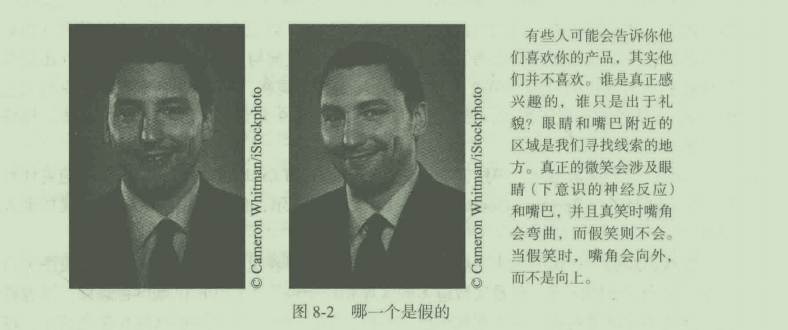 © Cameron Whitman/iStockphoto
© Cameron Whitman/iStockphoto
有些人可能会告诉你他
们喜欢你的产品，其实他
们并不喜欢。谁是真正感
兴趣的，谁只是出于礼
貌？眼睛和嘴巴附近的
区域是我们寻找线索的地
方。真正的微笑会涉及眼
睛（下意识的神经反应）
和嘴巴，并且真笑时嘴角
会弯曲，而假笑则不会。
当假笑时，嘴角会向外，
而不是向上。
图 8-2 哪一个是假的